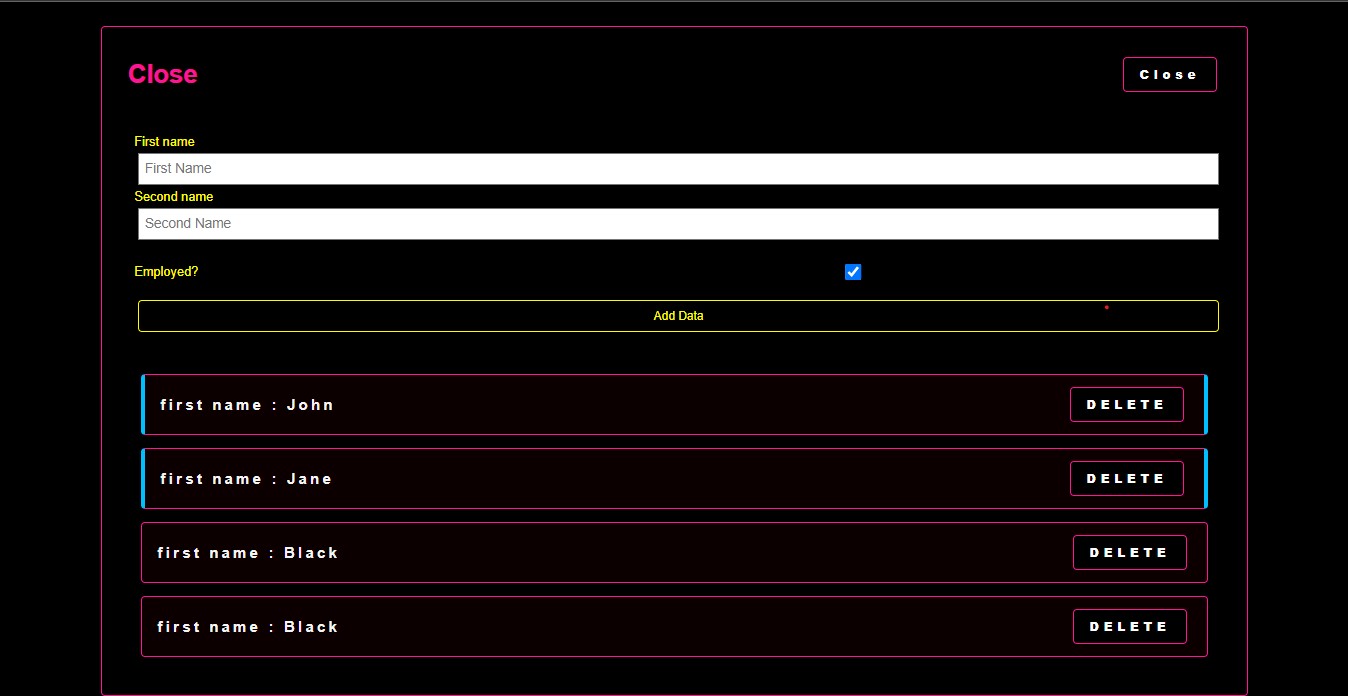 Close Close
First name
First Name
Second name
Second Name
Employed?
Add Data
first name : John DELETE
first name : Jane DELETE
first name : Black DELETE
first name : Black DELETE